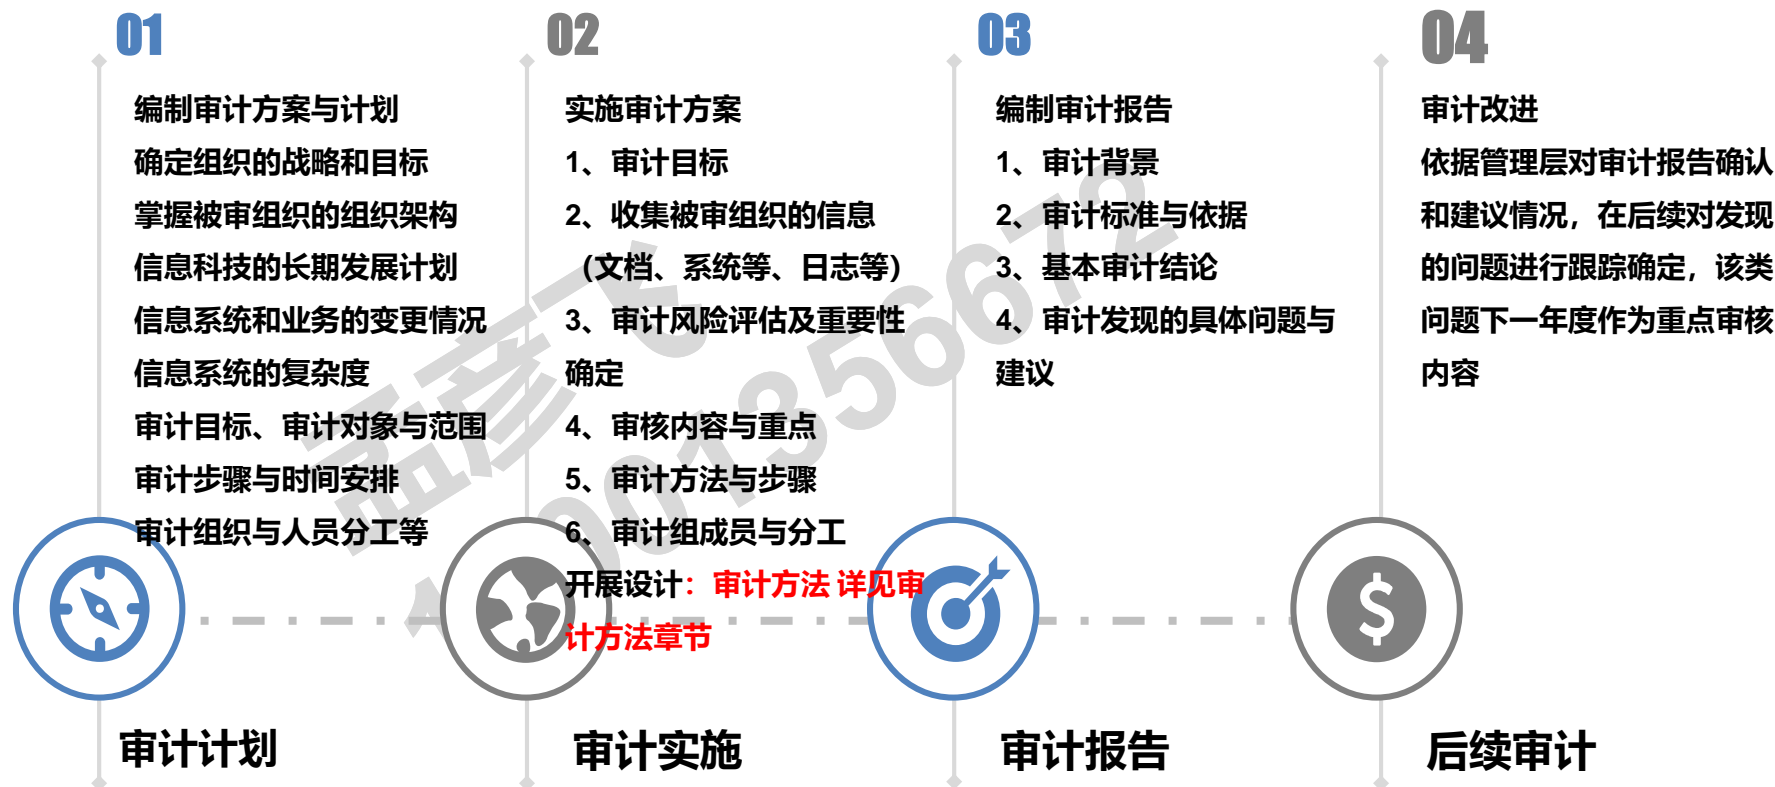 01
编制审计方案与计划
确定组织的战略和目标
掌握被审组织的组织架构
信息科技的长期发展计划
信息系统和业务的变更情况
信息系统的复杂度
审计目标、审计对象与范围
审计步骤与时间安排
审计组织与人员分工等
审计计划
02
实施审计方案
1、审计目标
2、收集被审组织的信息
（文档、系统等、日志等）
3、审计风险评估及重要性
确定
4、审核内容与重点
5、审计方法与步骤
6、审计组成员与分工
开展设计：审计方法 详见审
计方法章节
审计实施
03
编制审计报告
1、审计背景
2、审计标准与依据
3、基本审计结论
4、审计发现的具体问题与
建议
审计报告
04
审计改进
依据管理层对审计报告确认
和建议情况，在后续对发现
的问题进行跟踪确定，该类
问题下一年度作为重点审核
内容
后续审计
孟彦飞